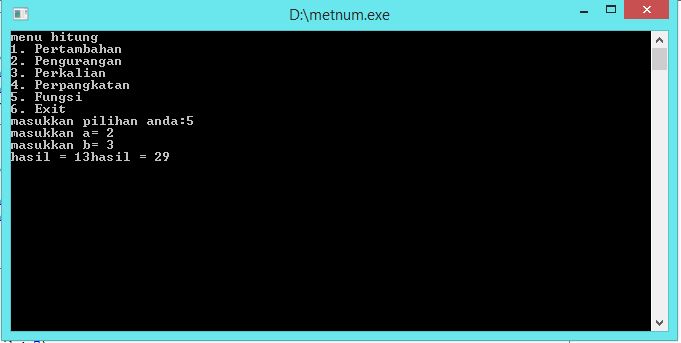 D:\metnum.exe
menu hitung
1. Pertambahan
2. Pengurangan
3. Perkalian
4. Perpangkatan
5. Fungsi
6. Exit
masukkan pilihan anda:5
masukkan a= 2
masukkan b= 3
hasil = 13hasil = 29